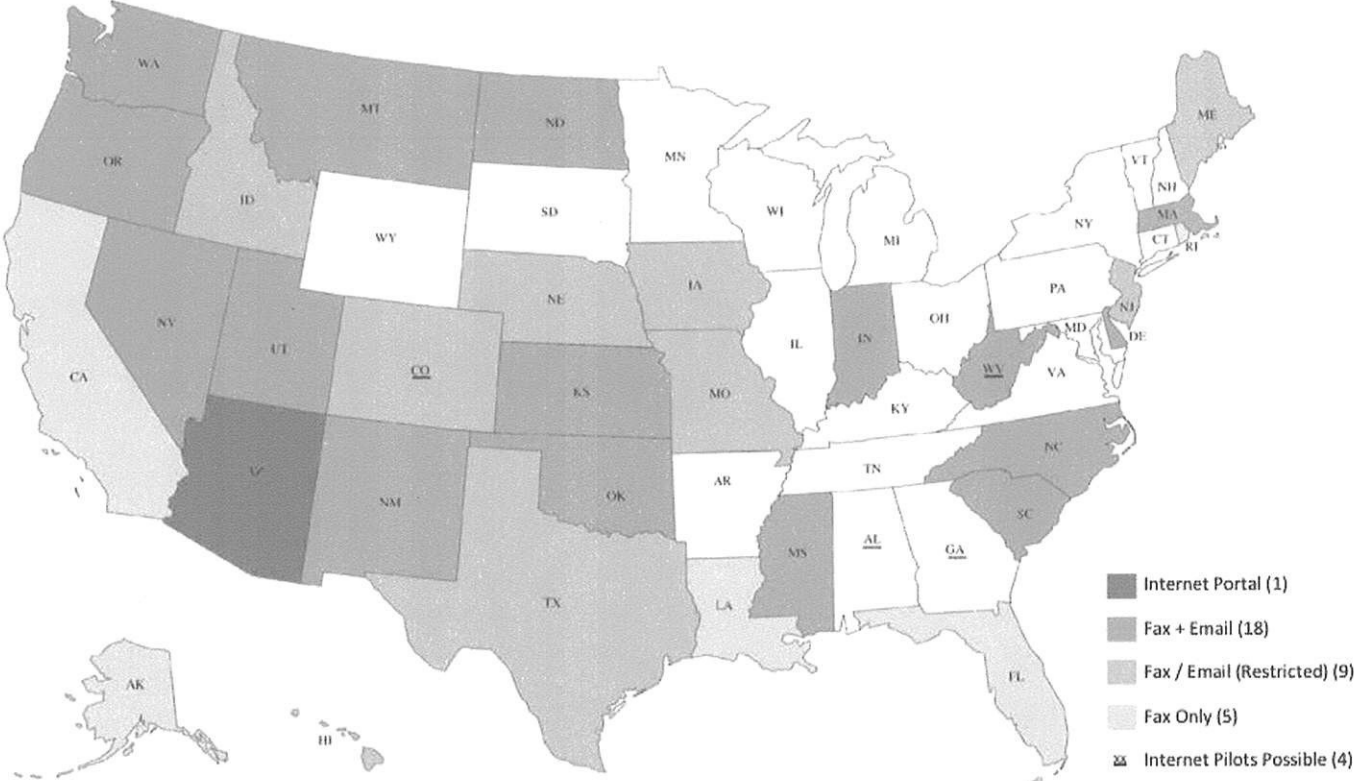 WA
MT
ND
MN
ME
OR
ID
SD
WI
MI
VT
NH
NY
MA
CT
RI
WY
NE
IA
PA
NJ
NV
UT
CO
KS
MO
IL
IN
OH
MD
DE
WV
VA
CA
KY
NC
NM
OK
AR
TN
SC
MS
AL
GA
TX
LA
FL
AK
HI
Internet Portal (1)
Fax + Email (18)
Fax / Email (Restricted) (9)
Fax Only (5)
Internet Pilots Possible (4)